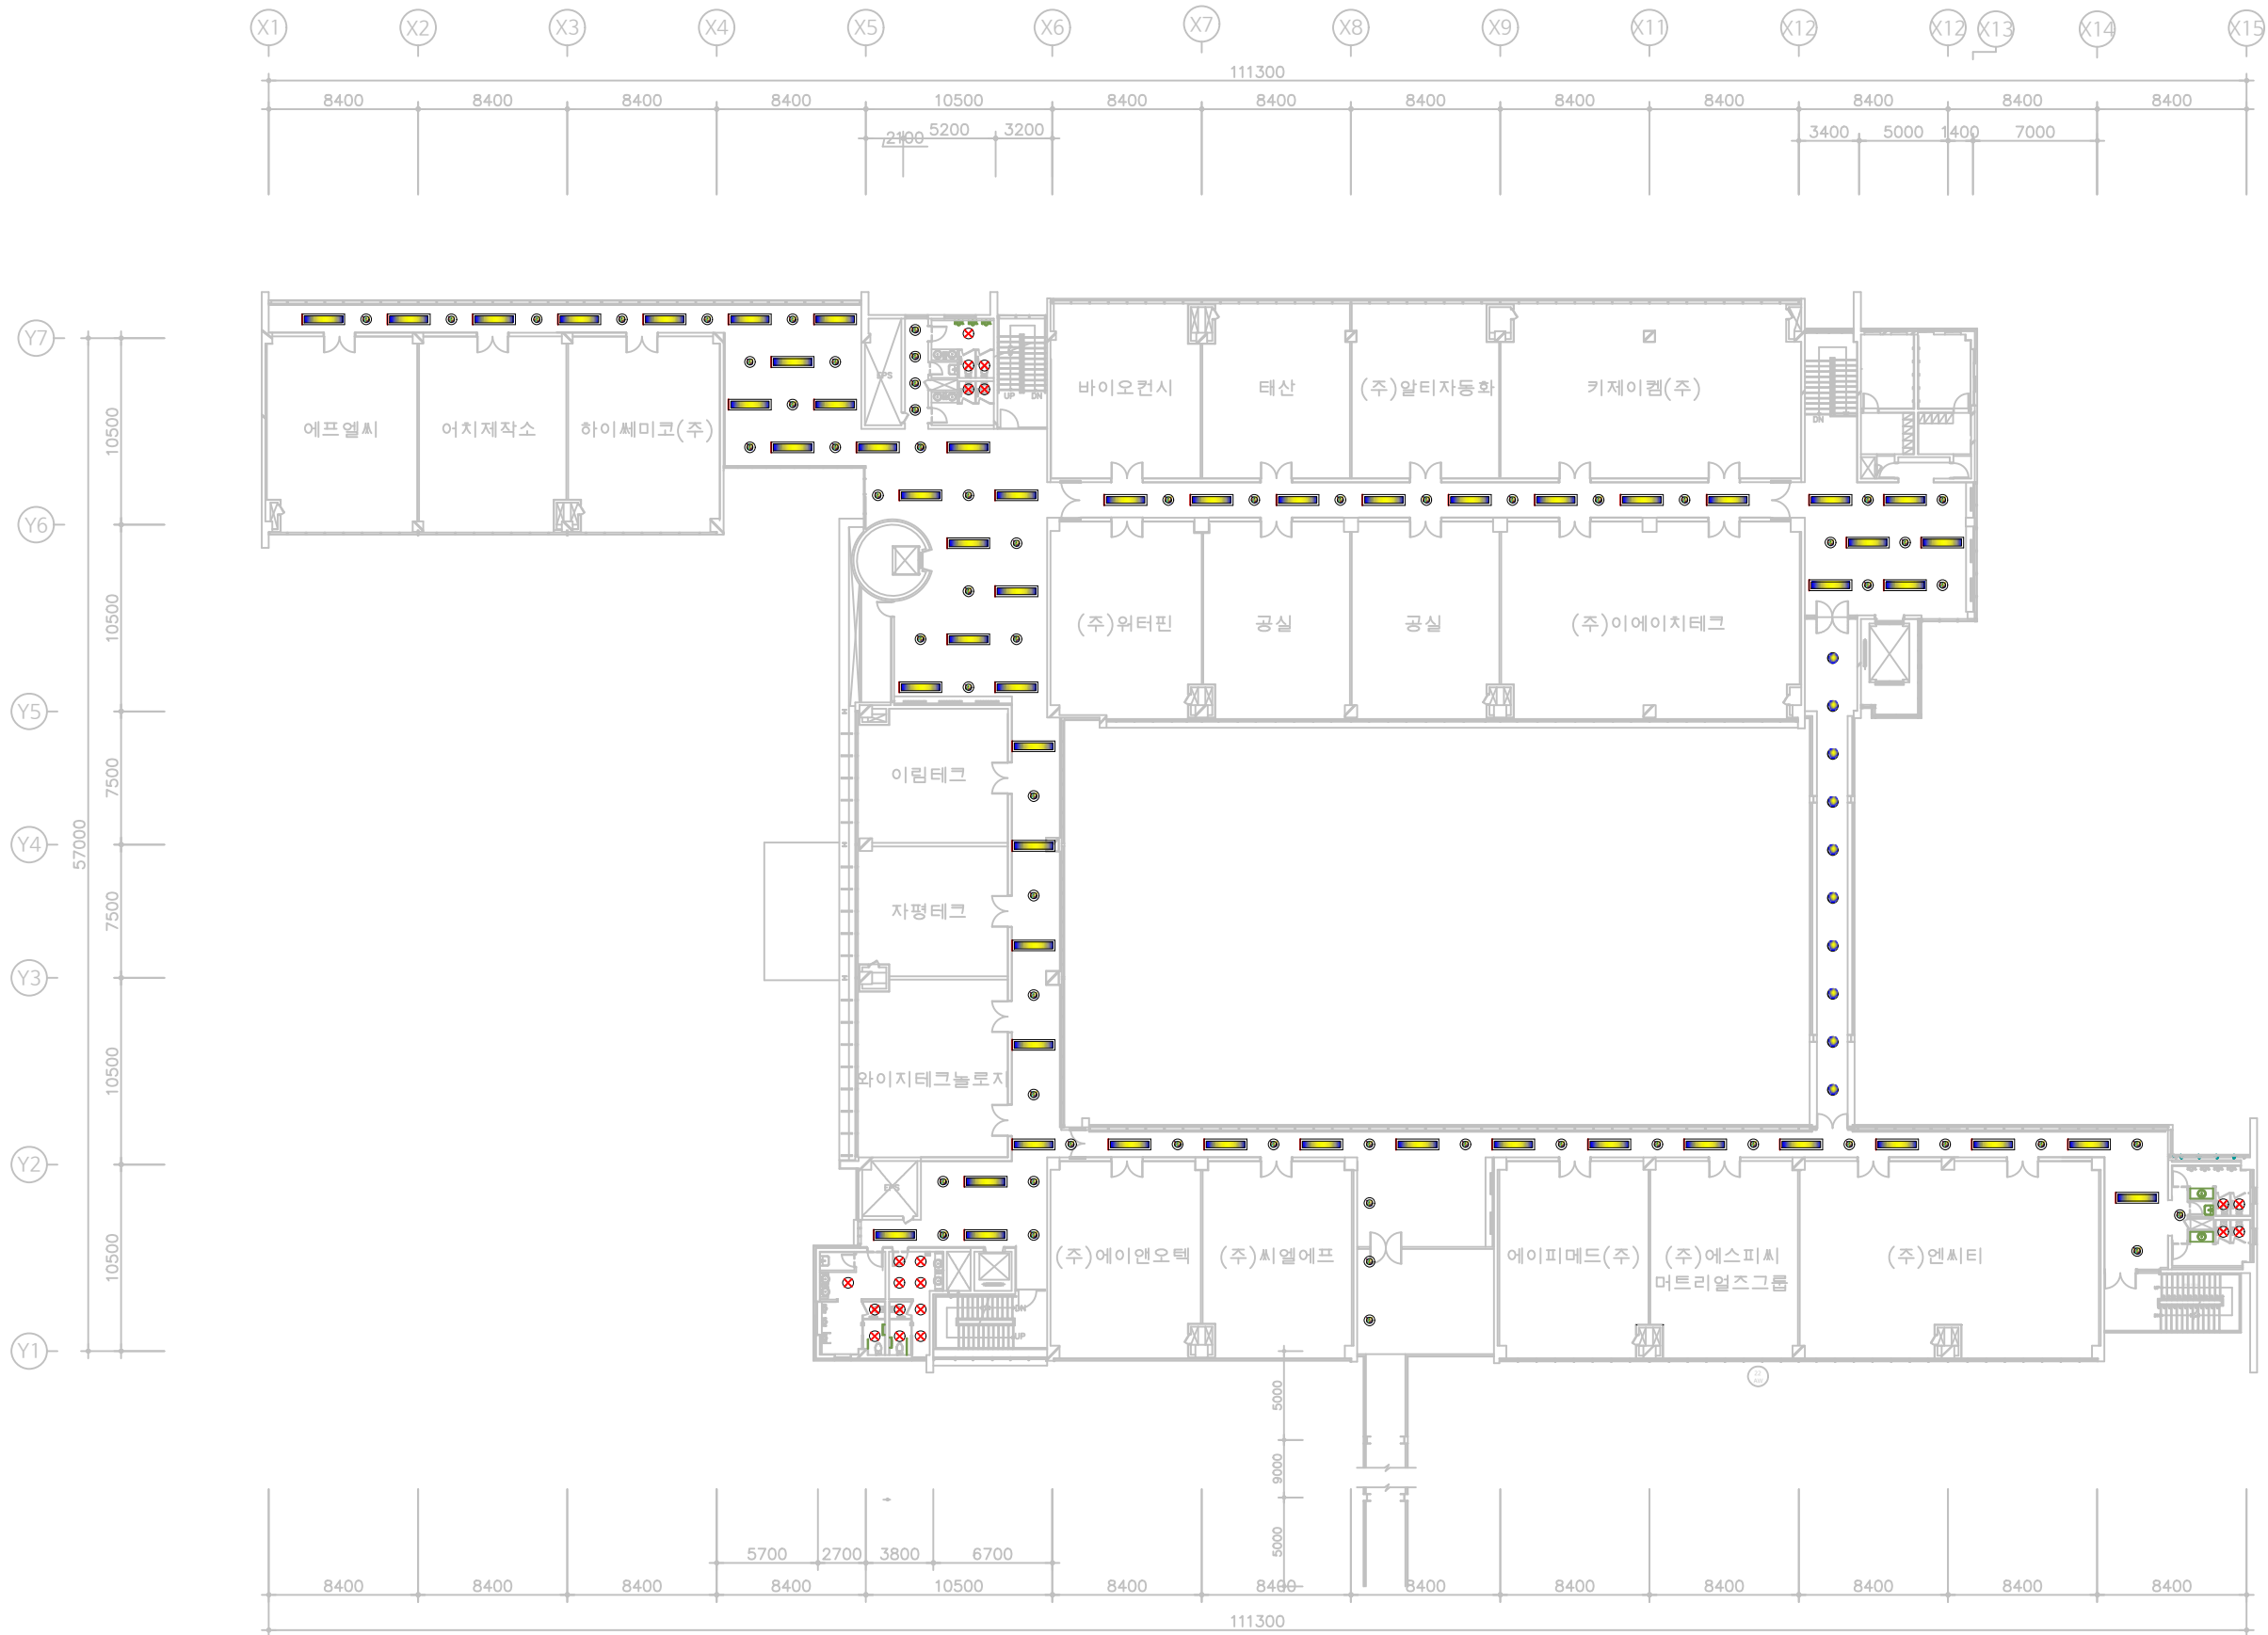 X1 X2 X3 X4 X5 X6 X7 X8 X9 X11 X12 X12 X13 X14 X15
111300
8400 8400 8400 8400 10500 8400 8400 8400 8400 8400 8400 8400 8400
2100 5200 3200 3400 5000 1400 7000
Y7
EPS
UP DN
바이오컨시 태산 (주)알티자동화 키제이켐(주)
DN
에프엘씨 어치제작소 하이쎄미코(주)
10500
Y6
10500
(주)워터핀 공실 공실 (주)이에이치테크
Y5
이림테크
7500
57000
Y4
자평테크
7500
Y3
와이지테크놀로지
10500
Y2
EPS
10500
(주)에이앤오텍 (주)씨엘에프 에이피메드(주) (주)에스피씨 (주)엔씨티
머트리얼즈그룹
DN
UP
Y1
5000
9000
5000
5700 2700 3800 6700
8400 8400 8400 8400 10500 8400 8400 8400 8400 8400 8400 8400 8400
111300